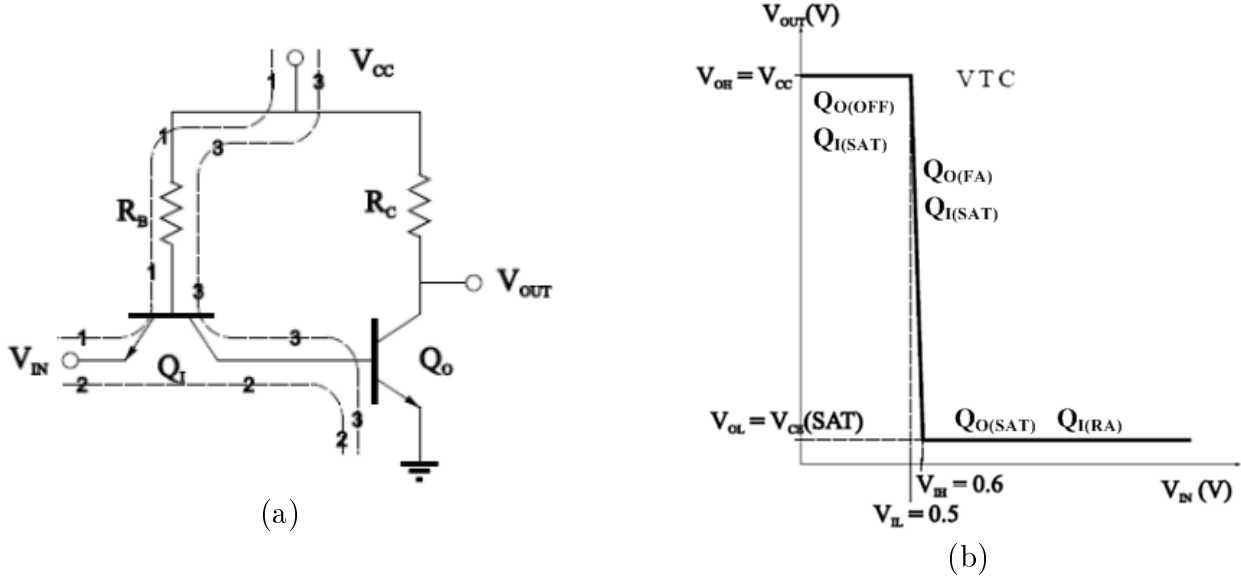 V_CC
1
3
1
3
R_B
R_C
1
3
V_OUT
1
3
V_IN
Q_I
Q_O
2
2
3
2
(a)
V_OUT(V)
V_OH = V_CC
VTC
Q_O(OFF)
Q_I(SAT)
Q_O(FA)
Q_I(SAT)
V_OL = V_CE(SAT)
Q_O(SAT) Q_I(RA)
V_IH = 0.6
V_IN (V)
V_IL = 0.5
(b)